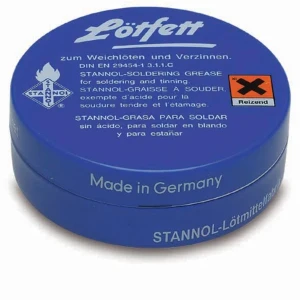 Lötfett
zum Weichlöten und Verzinnen.
DIN EN 29454-1 3.1.1.C
STANNOL-SOLDERING GREASE
for soldering and tinning.
STANNOL-GRAISSE A SOUDER,
exempte d'acide pour la
soudure tendre et l'étamage.
STANNOL-GRASA PARA SOLDAR
sin ácido, para soldar en blando
y para estañar
STANNOL
Reizend
Made in Germany
STANNOL-Lötmittelfabr